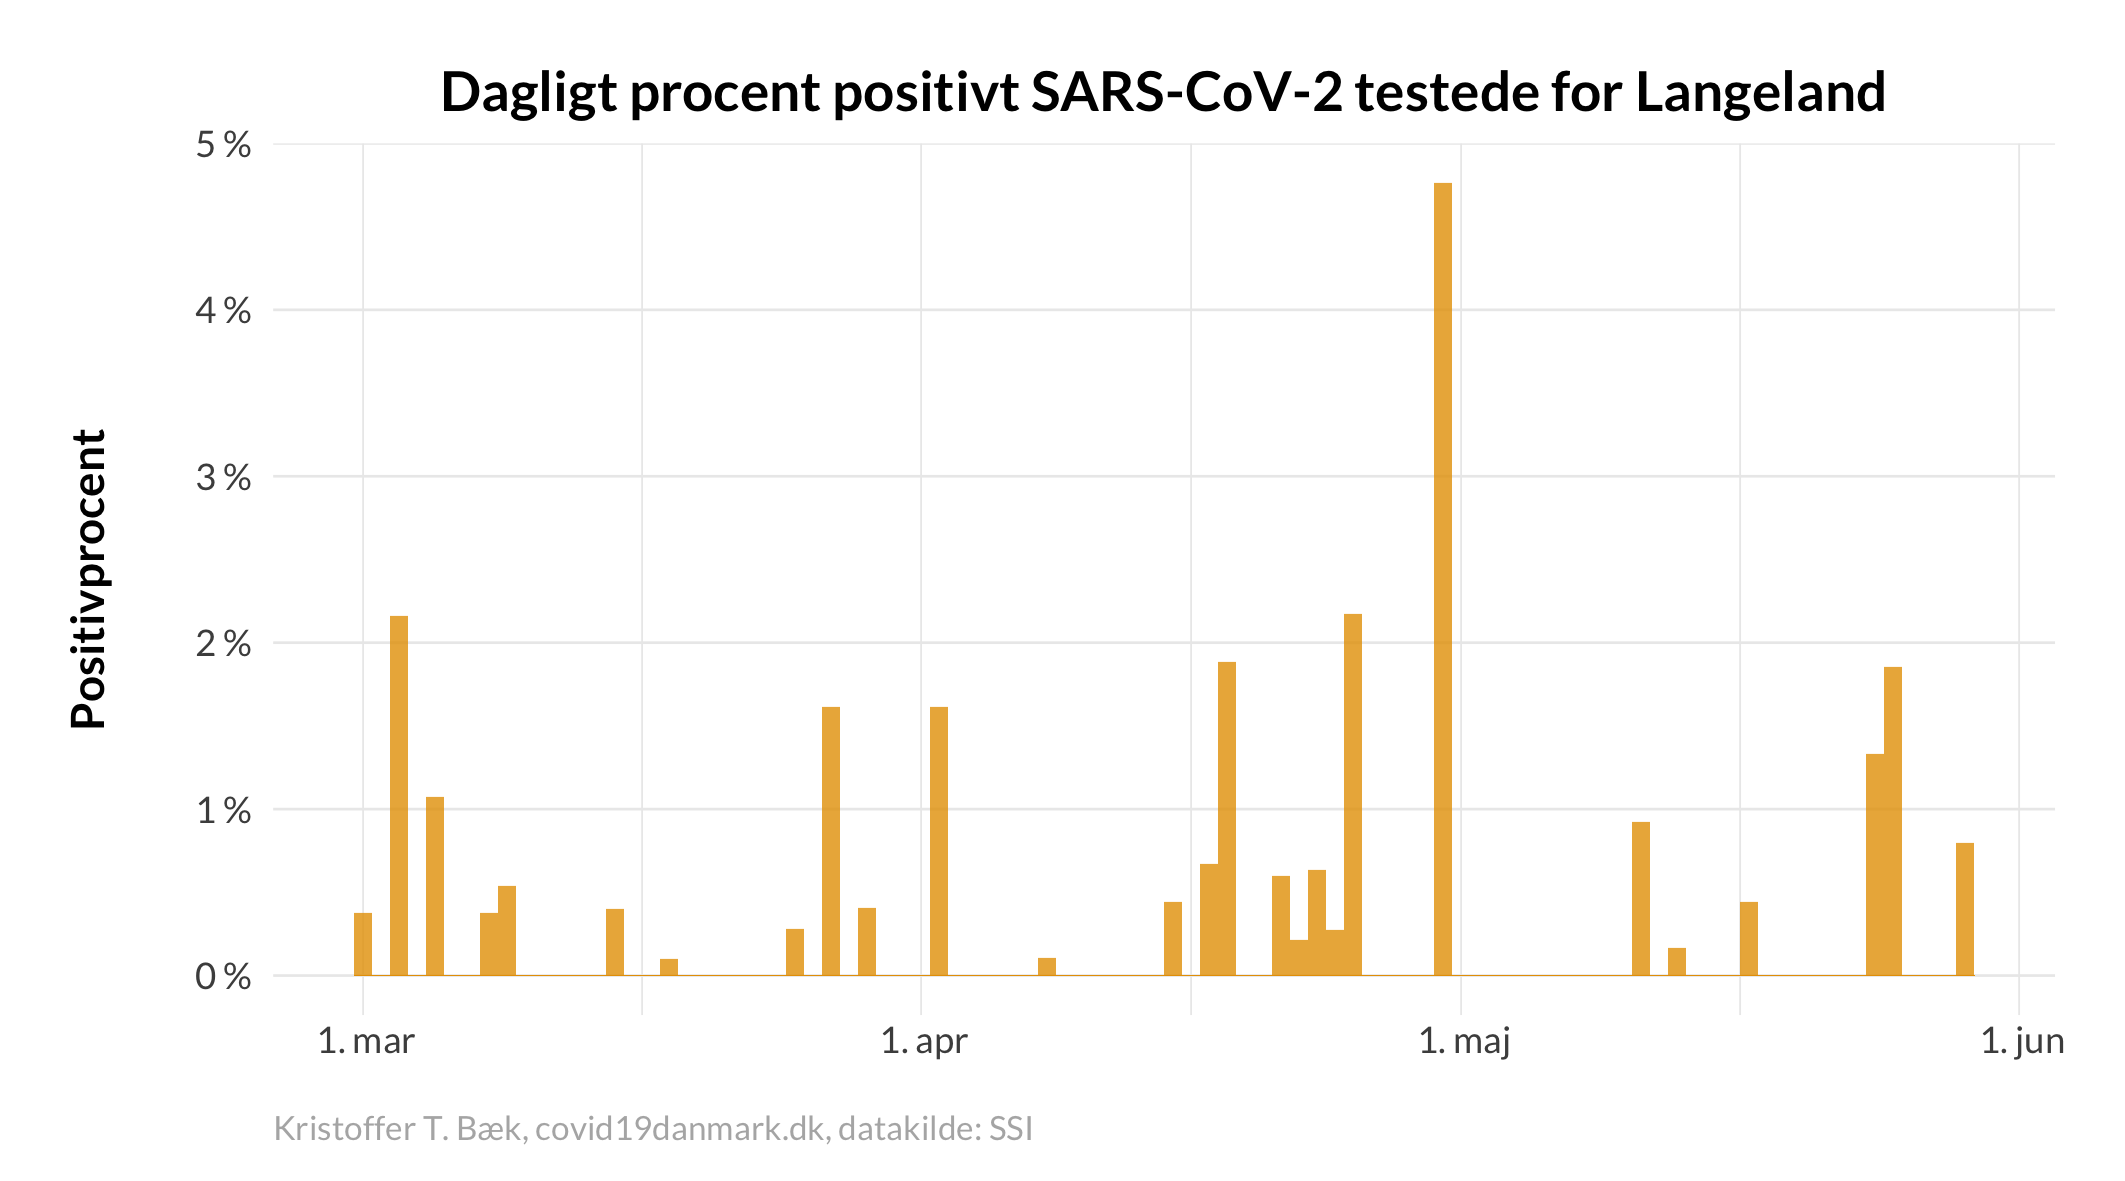 Dagligt procent positivt SARS-CoV-2 testede for Langeland
5 %
4 %
3 %
2 %
1 %
0 %
Positivprocent
1. mar
1. apr
1. maj
1. jun
Kristoffer T. Bæk, covid19danmark.dk, datakilde: SSI